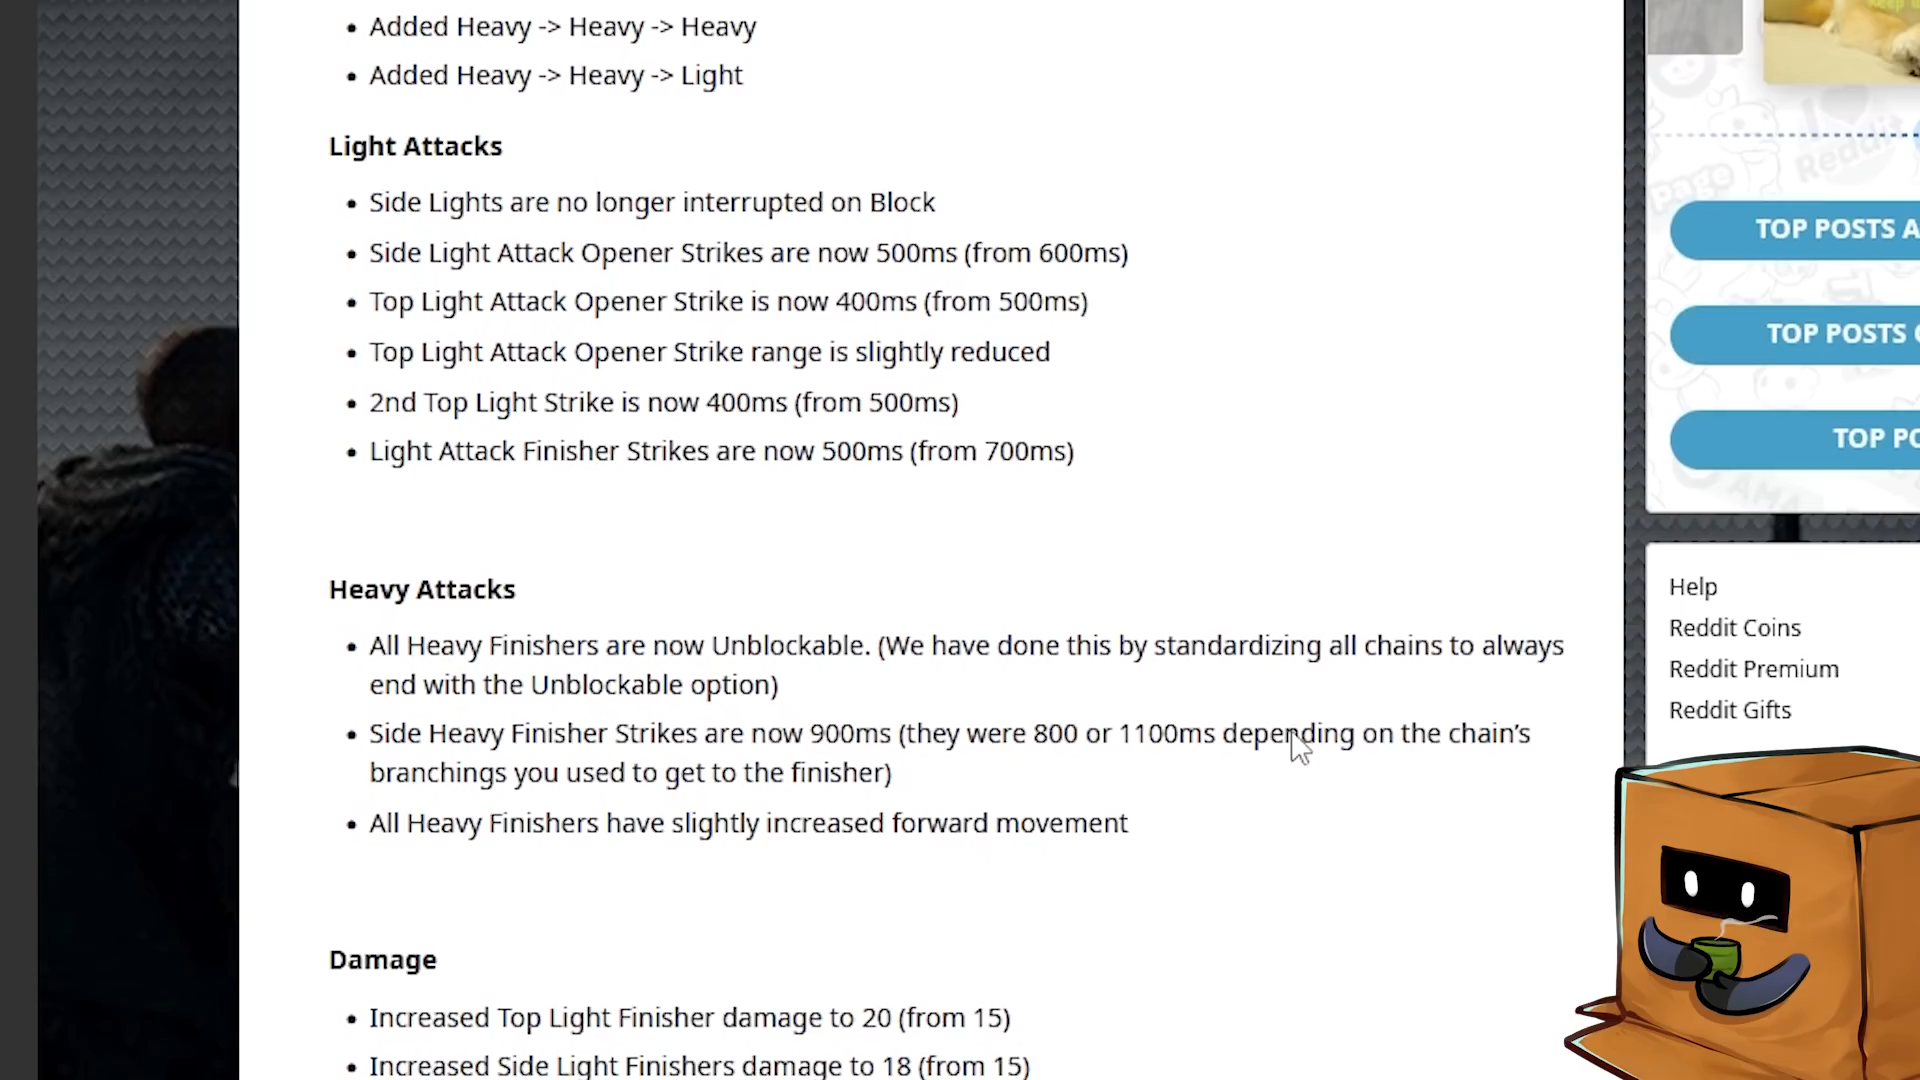 • Added Heavy -> Heavy -> Heavy
• Added Heavy -> Heavy -> Light
Light Attacks
• Side Lights are no longer interrupted on Block
• Side Light Attack Opener Strikes are now 500ms (from 600ms)
• Top Light Attack Opener Strike is now 400ms (from 500ms)
• Top Light Attack Opener Strike range is slightly reduced
• 2nd Top Light Strike is now 400ms (from 500ms)
• Light Attack Finisher Strikes are now 500ms (from 700ms)
Heavy Attacks
• All Heavy Finishers are now Unblockable. (We have done this by standardizing all chains to always
end with the Unblockable option)
• Side Heavy Finisher Strikes are now 900ms (they were 800 or 1100ms depending on the chain’s
branchings you used to get to the finisher)
• All Heavy Finishers have slightly increased forward movement
Damage
• Increased Top Light Finisher damage to 20 (from 15)
• Increased Side Light Finishers damage to 18 (from 15)
I
Reddit
page
TOP POSTS A
TOP POSTS
TOP PO
AMA
Help
Reddit Coins
Reddit Premium
Reddit Gifts